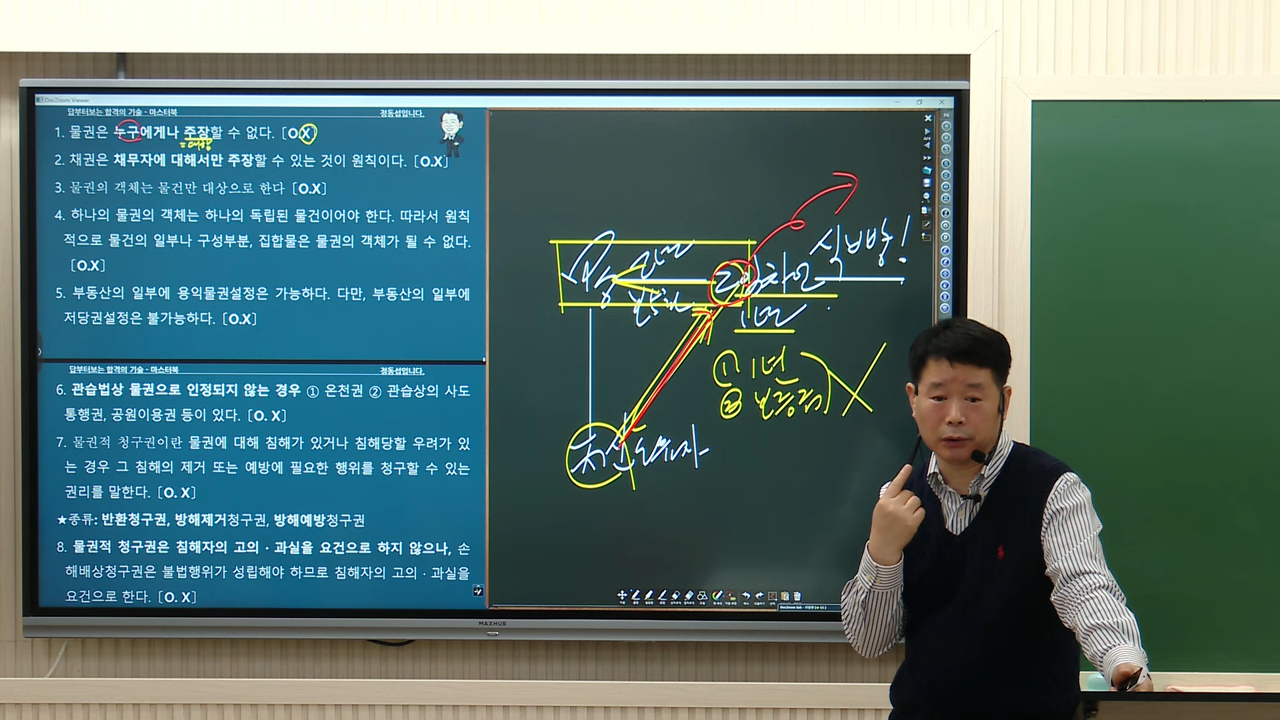 DocZoom Viewer
답부터보는 합격의 기술 - 마스터북
정동섭입니다.
1. 물권은 누구에게나 주장할 수 없다. [O.X]
=대항
2. 채권은 채무자에 대해서만 주장할 수 있는 것이 원칙이다. [O.X]
3. 물권의 객체는 물건만 대상으로 한다 [O.X]
4. 하나의 물권의 객체는 하나의 독립된 물건이어야 한다. 따라서 원칙
적으로 물건의 일부나 구성부분, 집합물은 물권의 객체가 될 수 없다.
[O.X]
5. 부동산의 일부에 용익물권설정은 가능하다. 다만, 부동산의 일부에
저당권설정은 불가능하다. [O.X]
답부터보는 합격의 기술 - 마스터북
정동섭입니다.
6. 관습법상 물권으로 인정되지 않는 경우 ① 온천권 ② 관습상의 사도
통행권, 공원이용권 등이 있다. [O. X]
7. 물권적 청구권이란 물권에 대해 침해가 있거나 침해당할 우려가 있
는 경우 그 침해의 제거 또는 예방에 필요한 행위를 청구할 수 있는
권리를 말한다. [O. X]
★종류: 반환청구권, 방해제거청구권, 방해예방청구권
8. 물권적 청구권은 침해자의 고의 · 과실을 요건으로 하지 않으나, 손
해배상청구권은 불법행위가 성립해야 하므로 침해자의 고의 · 과실을
요건으로 한다. [O. X]
임차인
1년
① 1년
② 보증금
X
MAXHUB